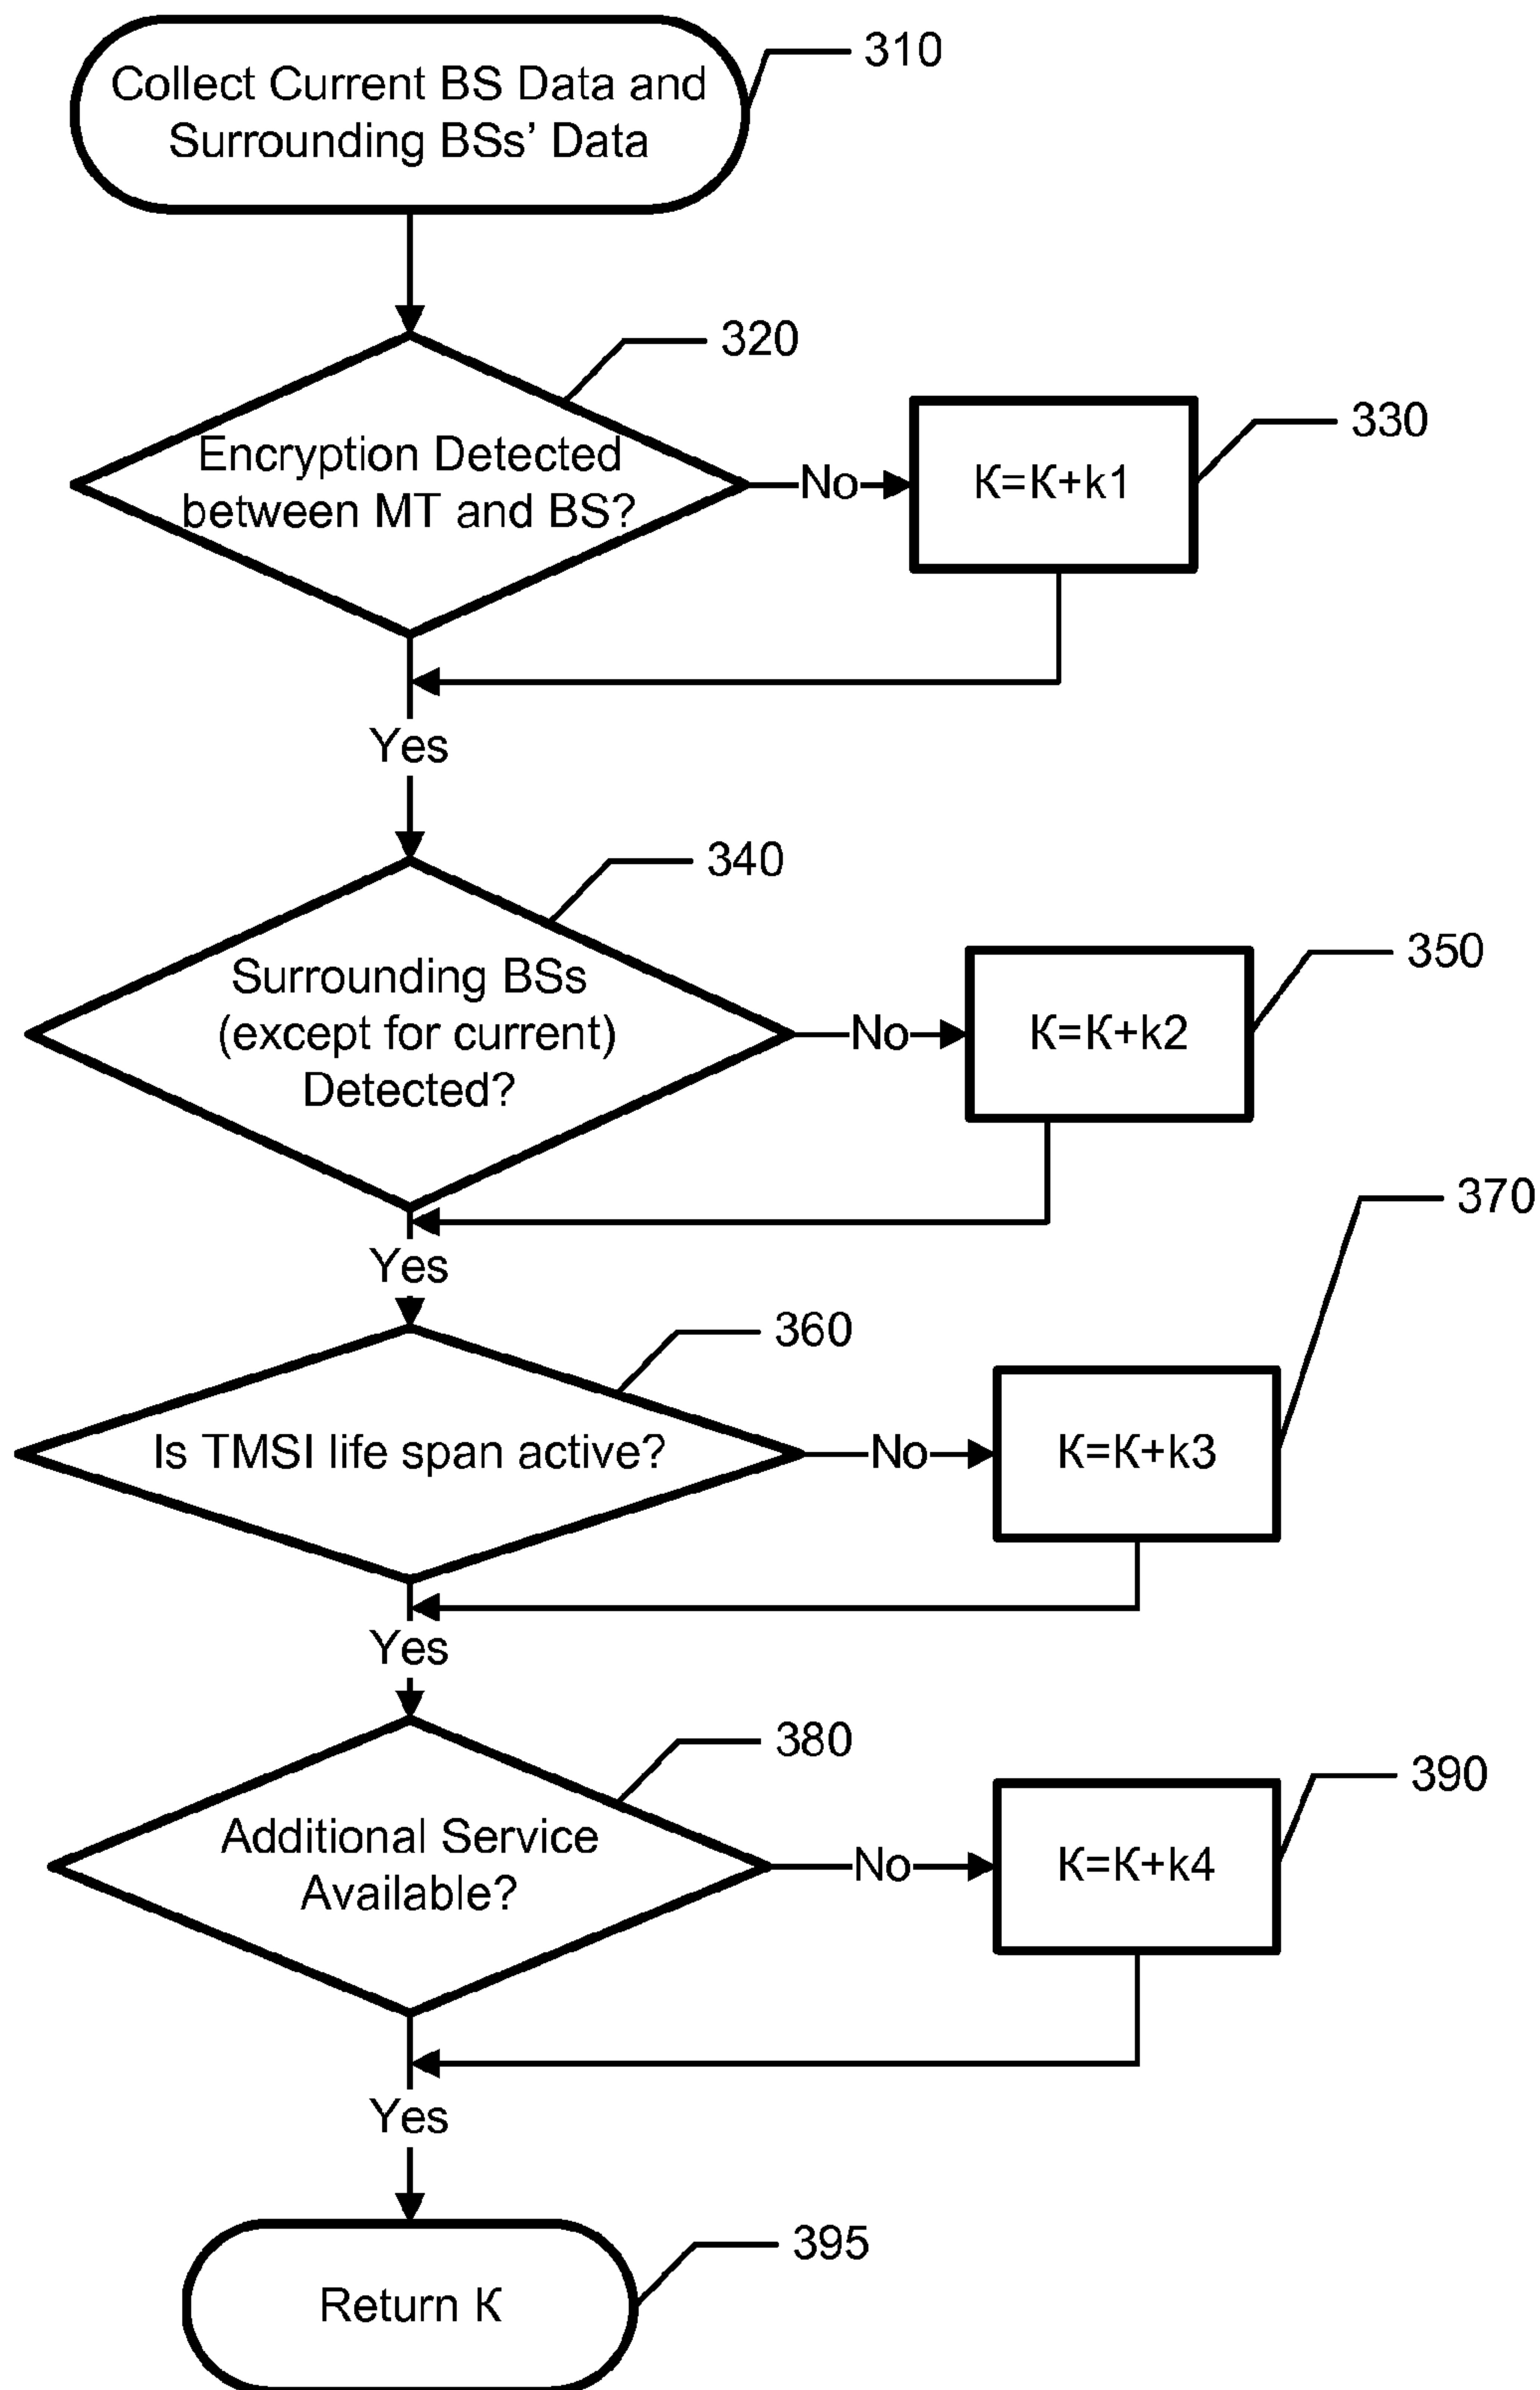 Collect Current BS Data and
Surrounding BSs' Data
310
320
Encryption Detected
between MT and BS?
No
K=K+k1
330
Yes
340
Surrounding BSs
(except for current)
Detected?
No
K=K+k2
350
Yes
360
Is TMSI life span active?
No
K=K+k3
370
Yes
380
Additional Service
Available?
No
K=K+k4
390
Yes
Return K
395